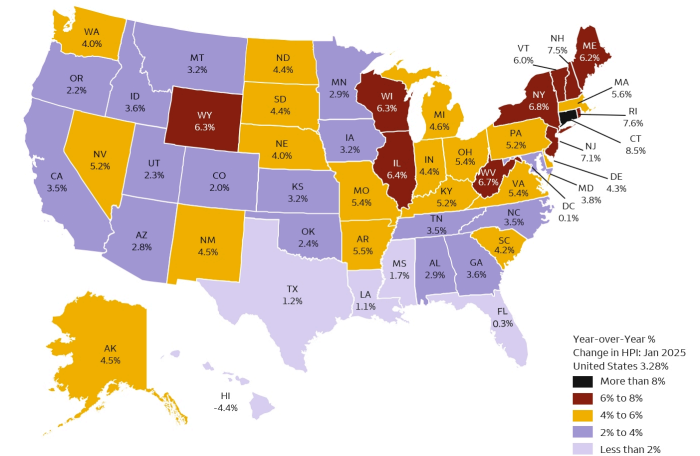 WA
4.0%
OR
2.2%
CA
3.5%
NV
5.2%
ID
3.6%
MT
3.2%
WY
6.3%
UT
2.3%
AZ
2.8%
CO
2.0%
NM
4.5%
ND
4.4%
SD
4.4%
NE
4.0%
KS
3.2%
OK
2.4%
TX
1.2%
MN
2.9%
IA
3.2%
MO
5.4%
AR
5.5%
LA
1.1%
WI
6.3%
IL
6.4%
MS
1.7%
MI
4.6%
IN
4.4%
OH
5.4%
KY
5.2%
TN
3.5%
AL
2.9%
GA
3.6%
FL
0.3%
SC
4.2%
NC
3.5%
VA
5.4%
WV
6.7%
PA
5.2%
NY
6.8%
VT
6.0%
NH
7.5%
ME
6.2%
MA
5.6%
RI
7.6%
CT
8.5%
NJ
7.1%
DE
4.3%
MD
3.8%
DC
0.1%
AK
4.5%
HI
-4.4%
Year-over-Year %
Change in HPI: Jan 2025
United States 3.28%
More than 8%
6% to 8%
4% to 6%
2% to 4%
Less than 2%